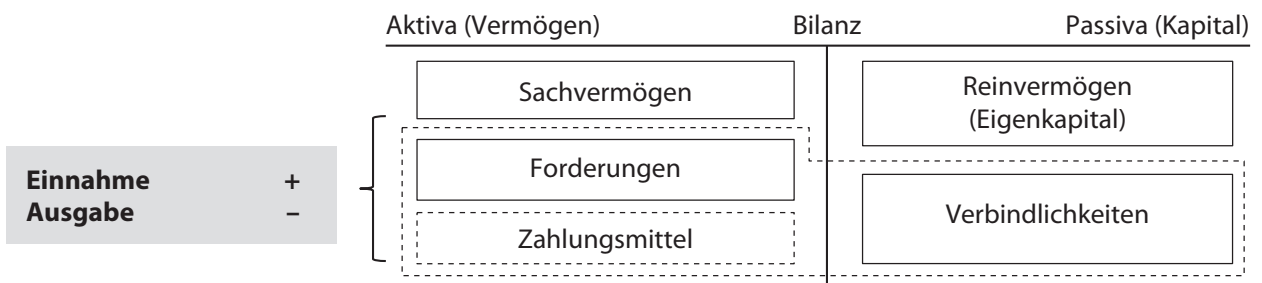 Aktiva (Vermögen) Bilanz Passiva (Kapital)
Sachvermögen
Reinvermögen
(Eigenkapital)
Forderungen
Einnahme +
Ausgabe –
Verbindlichkeiten
Zahlungsmittel